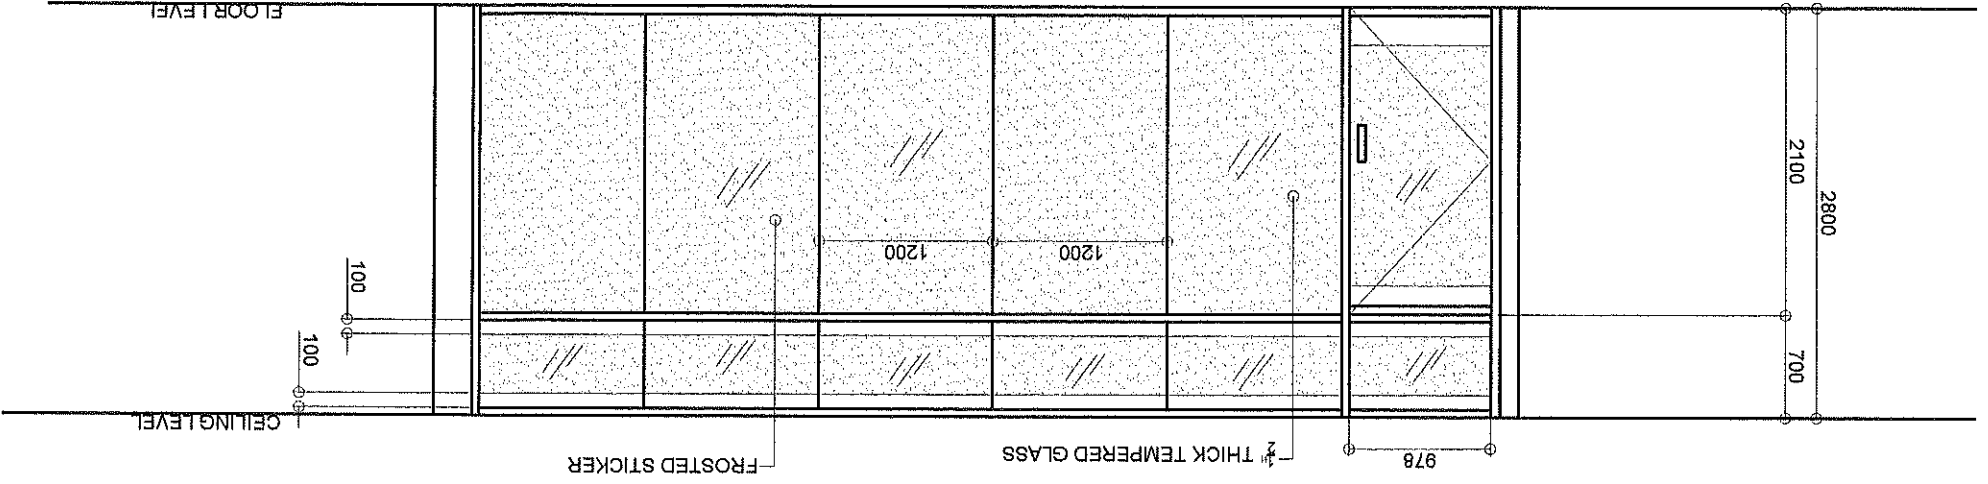 978
½" THICK TEMPERED GLASS
FROSTED STICKER
CEILING LEVEL
700
100
100
1200
1200
2100
2800
FLOOR LEVEL